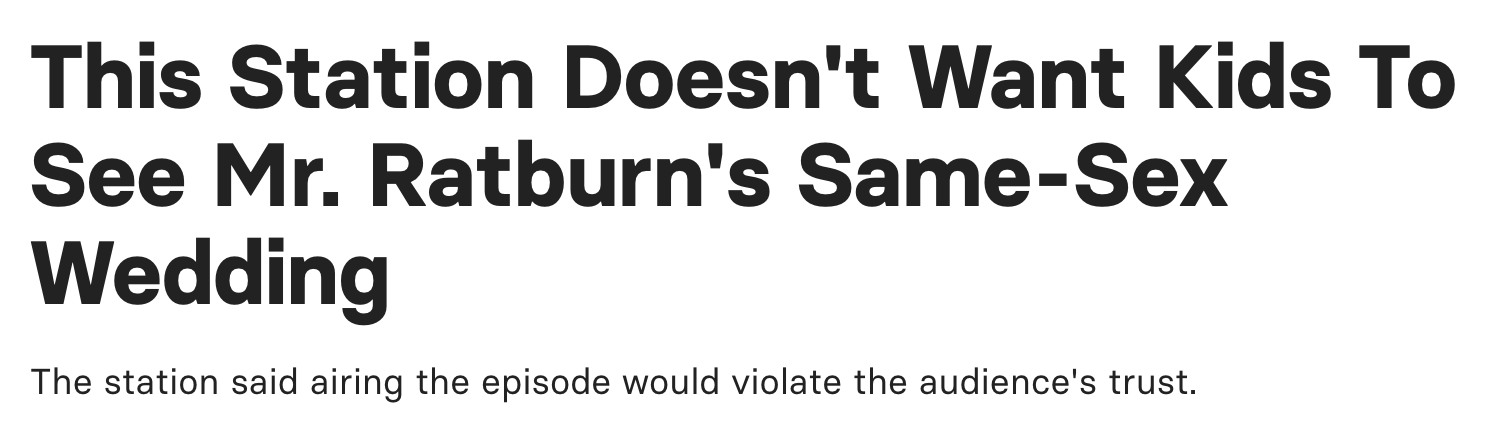 This Station Doesn't Want Kids To
See Mr. Ratburn's Same-Sex
Wedding
The station said airing the episode would violate the audience's trust.